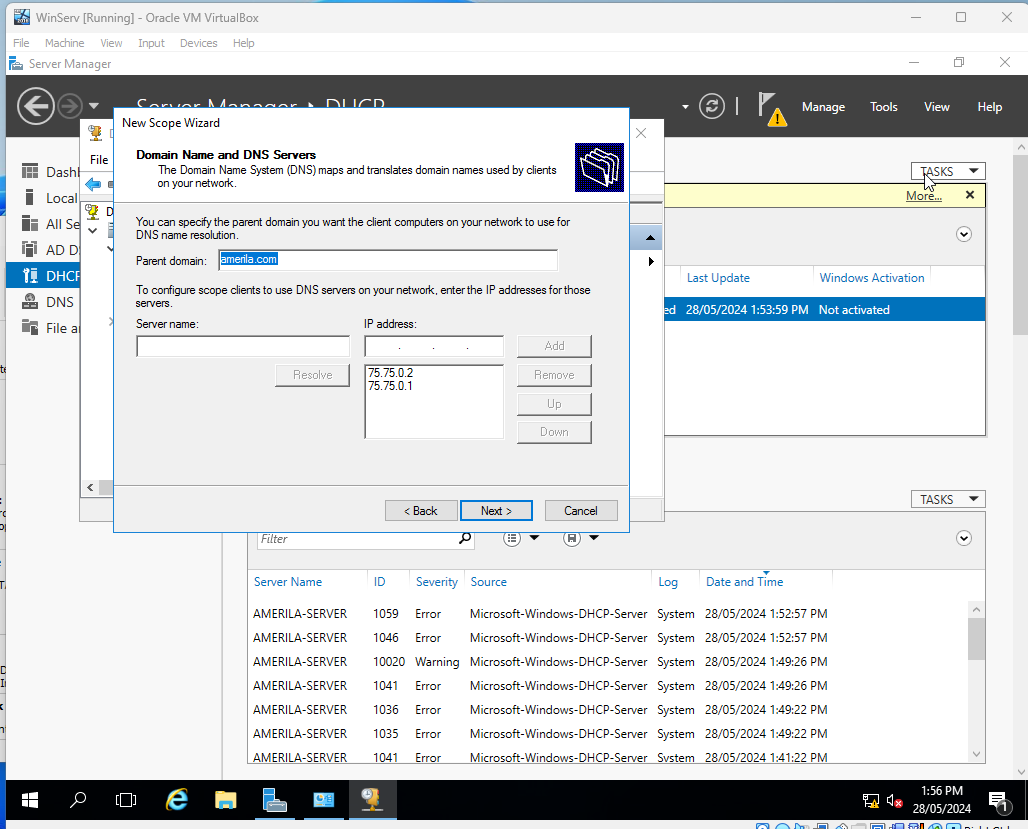 WinServ [Running] - Oracle VM VirtualBox
File Machine View Input Devices Help
Server Manager
Server Manager DHCP
Manage Tools View Help
New Scope Wizard
File
Domain Name and DNS Servers
The Domain Name System (DNS) maps and translates domain names used by clients
on your network.
You can specify the parent domain you want the client computers on your network to use for
DNS name resolution.
Parent domain: amerila.com
To configure scope clients to use DNS servers on your network, enter the IP addresses for those
servers.
Server name: IP address:
Add
Resolve
75.75.0.2
75.75.0.1
Remove
Up
Down
< Back Next > Cancel
Dashb
Local
All Se
AD D
DHCP
DNS
File a
TASKS
More...
Last Update Windows Activation
ed 28/05/2024 1:53:59 PM Not activated
TASKS
Filter
Server Name ID Severity Source Log Date and Time
AMERILA-SERVER 1059 Error Microsoft-Windows-DHCP-Server System 28/05/2024 1:52:57 PM
AMERILA-SERVER 1046 Error Microsoft-Windows-DHCP-Server System 28/05/2024 1:52:57 PM
AMERILA-SERVER 10020 Warning Microsoft-Windows-DHCP-Server System 28/05/2024 1:49:26 PM
AMERILA-SERVER 1041 Error Microsoft-Windows-DHCP-Server System 28/05/2024 1:49:26 PM
AMERILA-SERVER 1036 Error Microsoft-Windows-DHCP-Server System 28/05/2024 1:49:22 PM
AMERILA-SERVER 1035 Error Microsoft-Windows-DHCP-Server System 28/05/2024 1:49:22 PM
AMERILA-SERVER 1041 Error Microsoft-Windows-DHCP-Server System 28/05/2024 1:41:22 PM
1:56 PM
28/05/2024
1